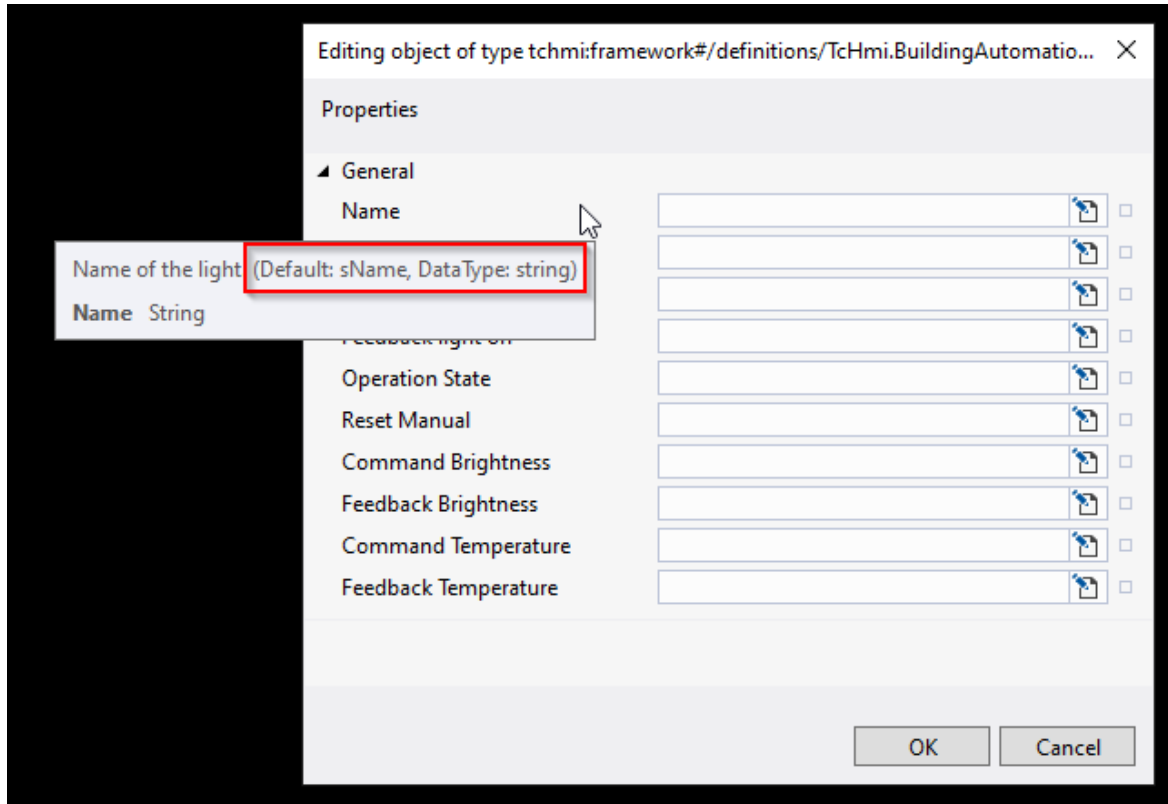 Editing object of type tchmi:framework#/definitions/TcHmi.BuildingAutomatio...
Properties
General
Name
Name of the light (Default: sName, DataType: string)
Name String
Operation State
Reset Manual
Command Brightness
Feedback Brightness
Command Temperature
Feedback Temperature
OK Cancel